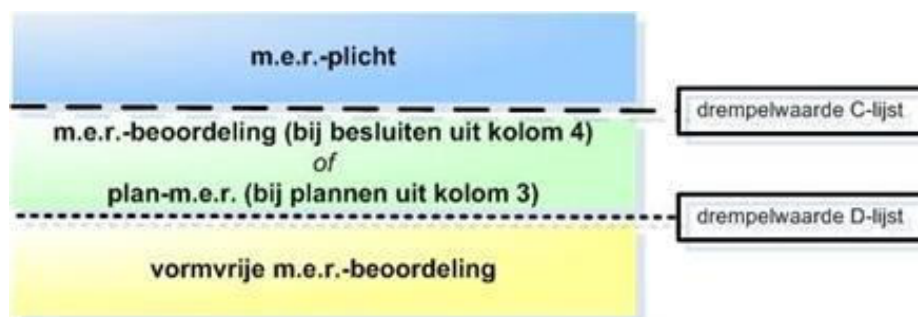 m.e.r.-plicht
drempelwaarde C-lijst
m.e.r.-beoordeling (bij besluiten uit kolom 4)
of
plan-m.e.r. (bij plannen uit kolom 3)
drempelwaarde D-lijst
vormvrije m.e.r.-beoordeling